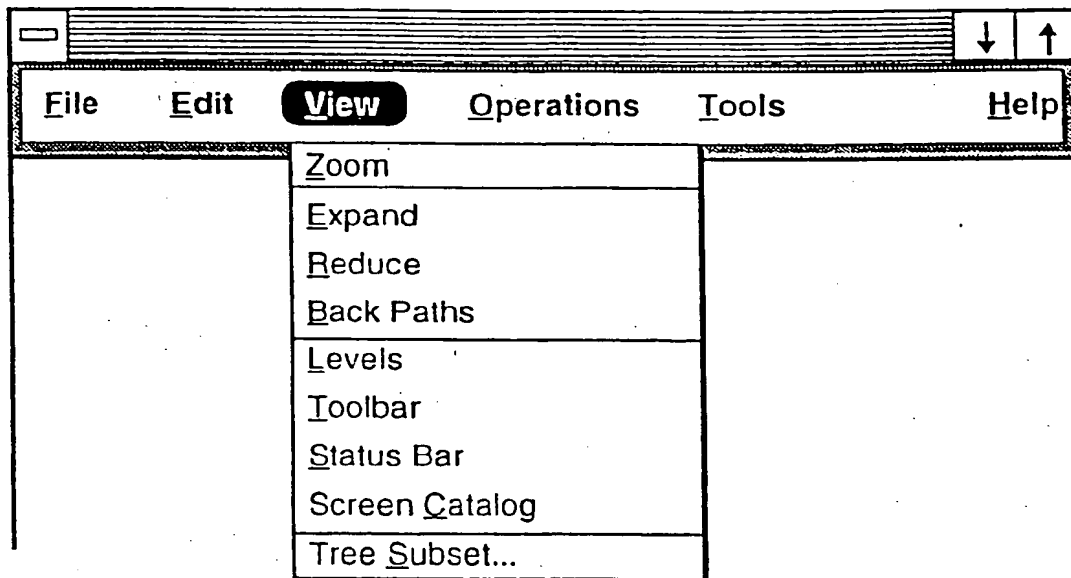 File Edit View Operations Tools Help
Zoom
Expand
Reduce
Back Paths
Levels
Toolbar
Status Bar
Screen Catalog
Tree Subset...